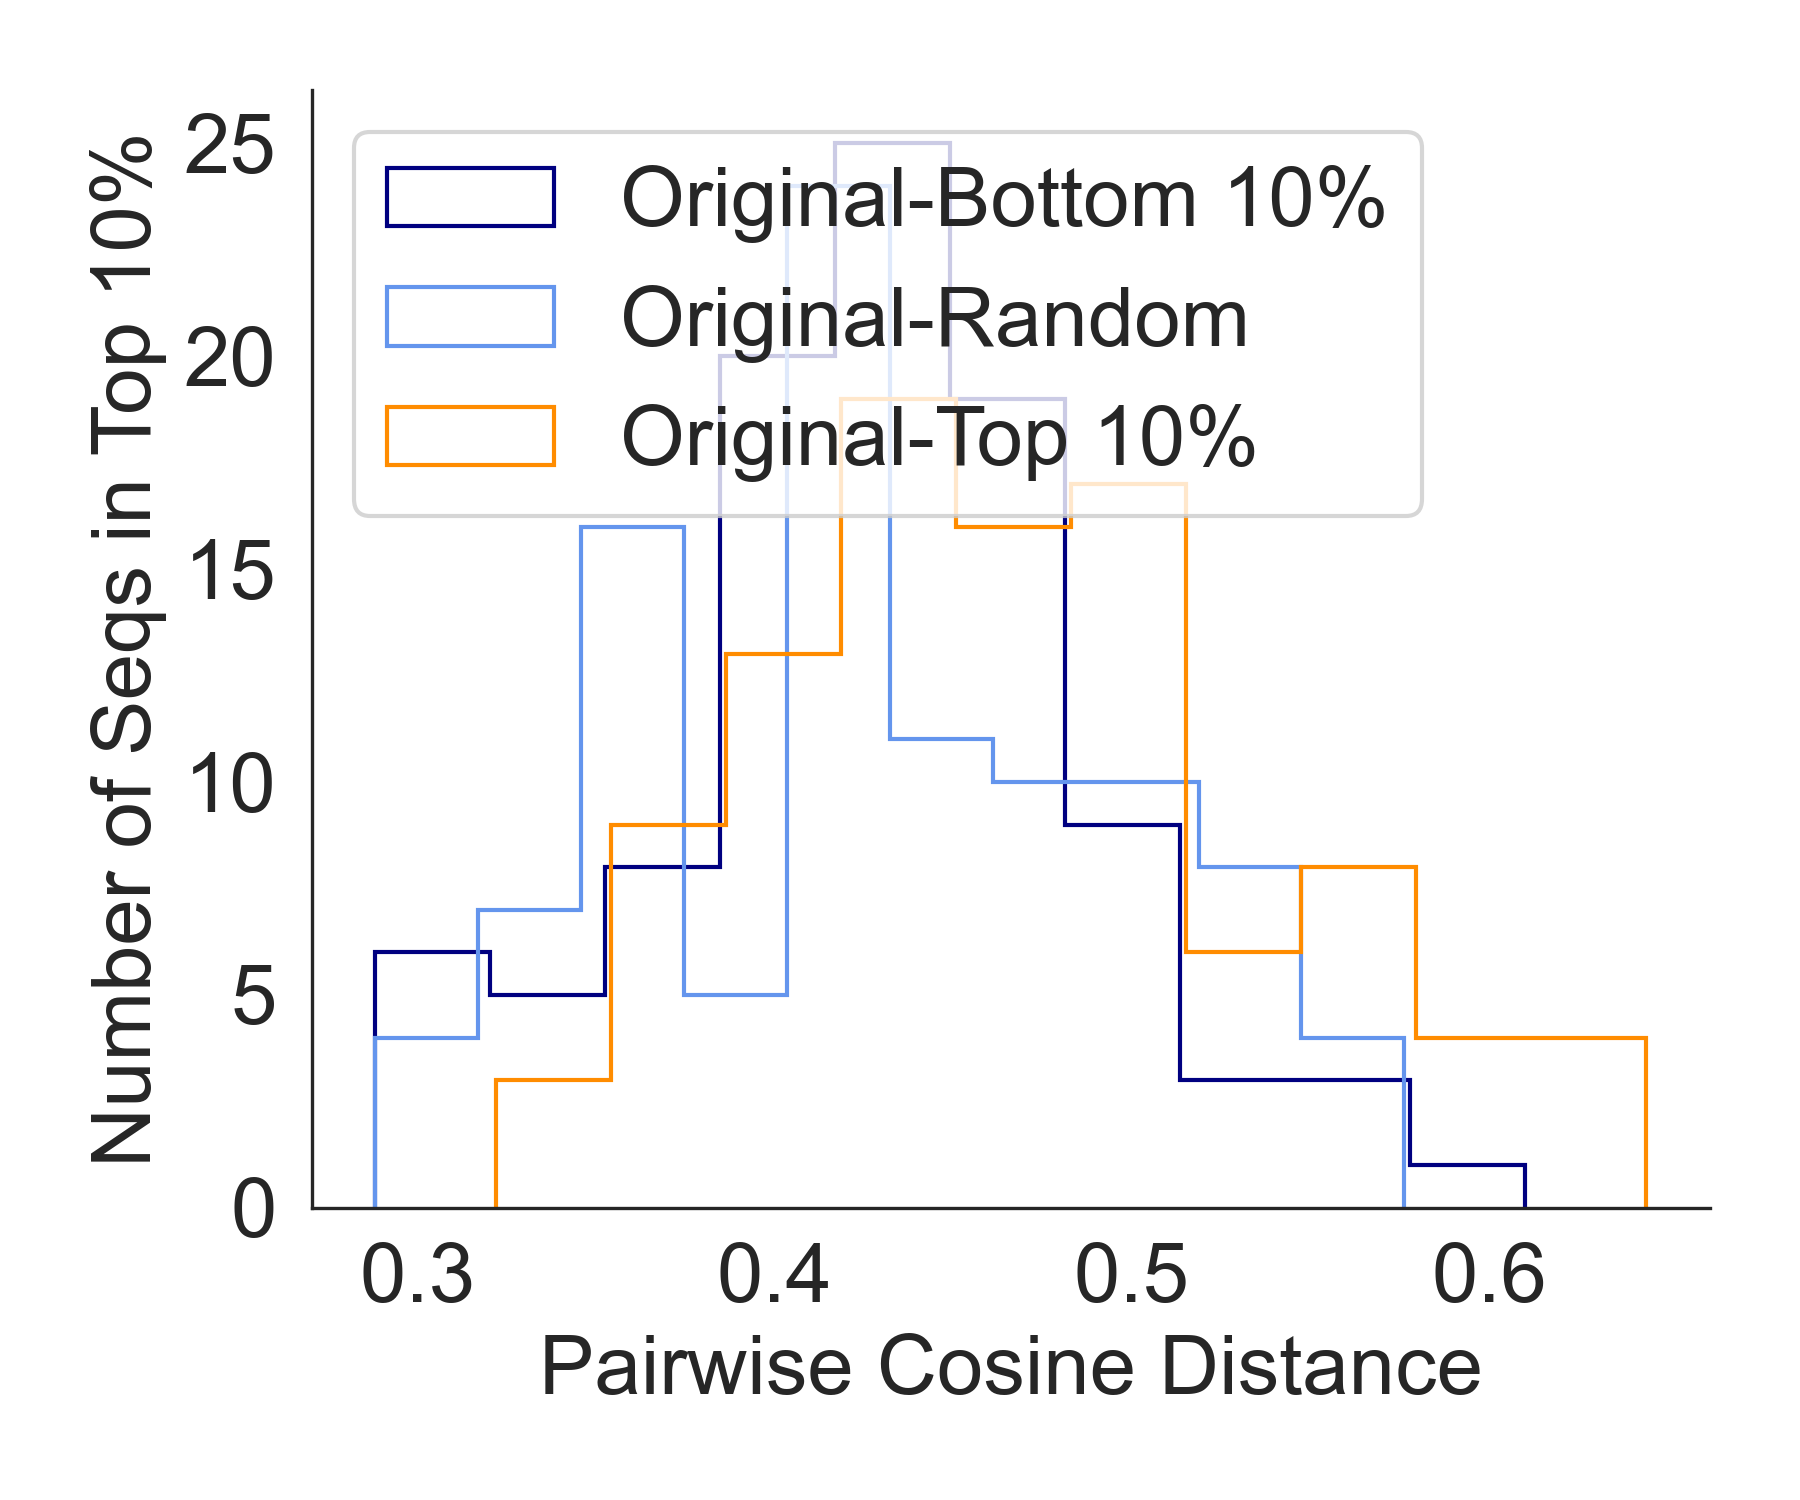 Number of Seqs in Top 10%
25
20
15
10
5
0
Original-Bottom 10%
Original-Random
Original-Top 10%
0.3 0.4 0.5 0.6
Pairwise Cosine Distance